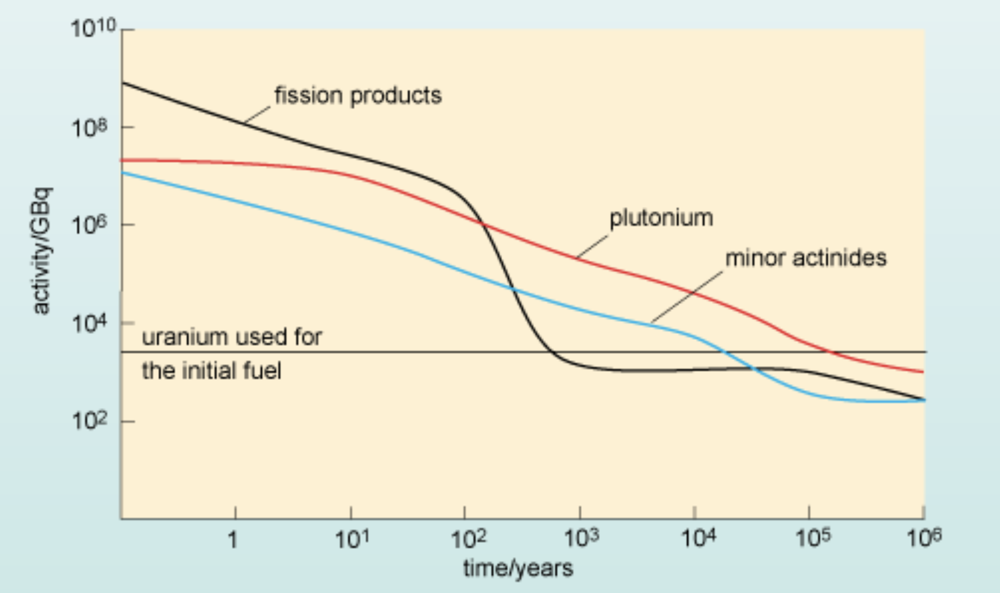 10¹⁰
fission products
10⁸
plutonium
10⁶
minor actinides
activity/GBq
10⁴
uranium used for
the initial fuel
10²
1 10¹ 10² 10³ 10⁴ 10⁵ 10⁶
time/years